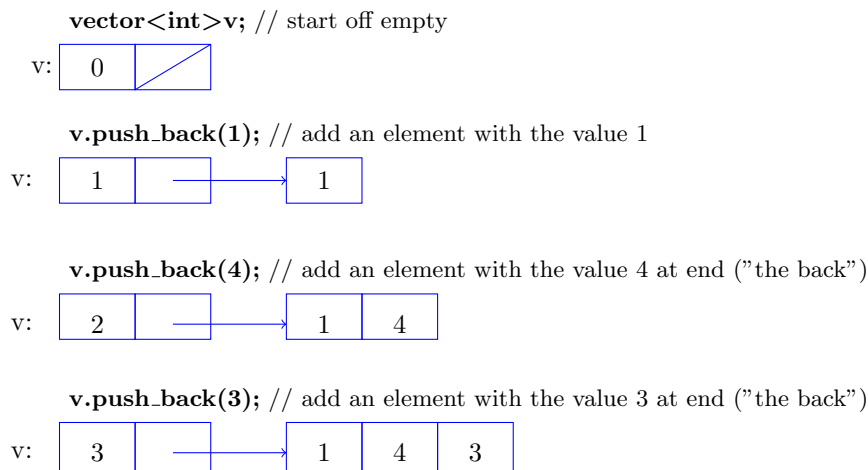 vector<int>v; // start off empty
v: 0
v.push_back(1); // add an element with the value 1
v: 1 1
v.push_back(4); // add an element with the value 4 at end (”the back”)
v: 2 1 4
v.push_back(3); // add an element with the value 3 at end (”the back”)
v: 3 1 4 3